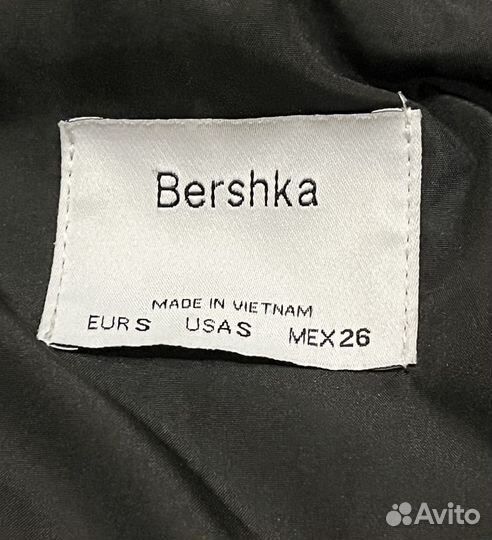 Bershka
MADE IN VIETNAM
EUR S USA S MEX 26
Avito